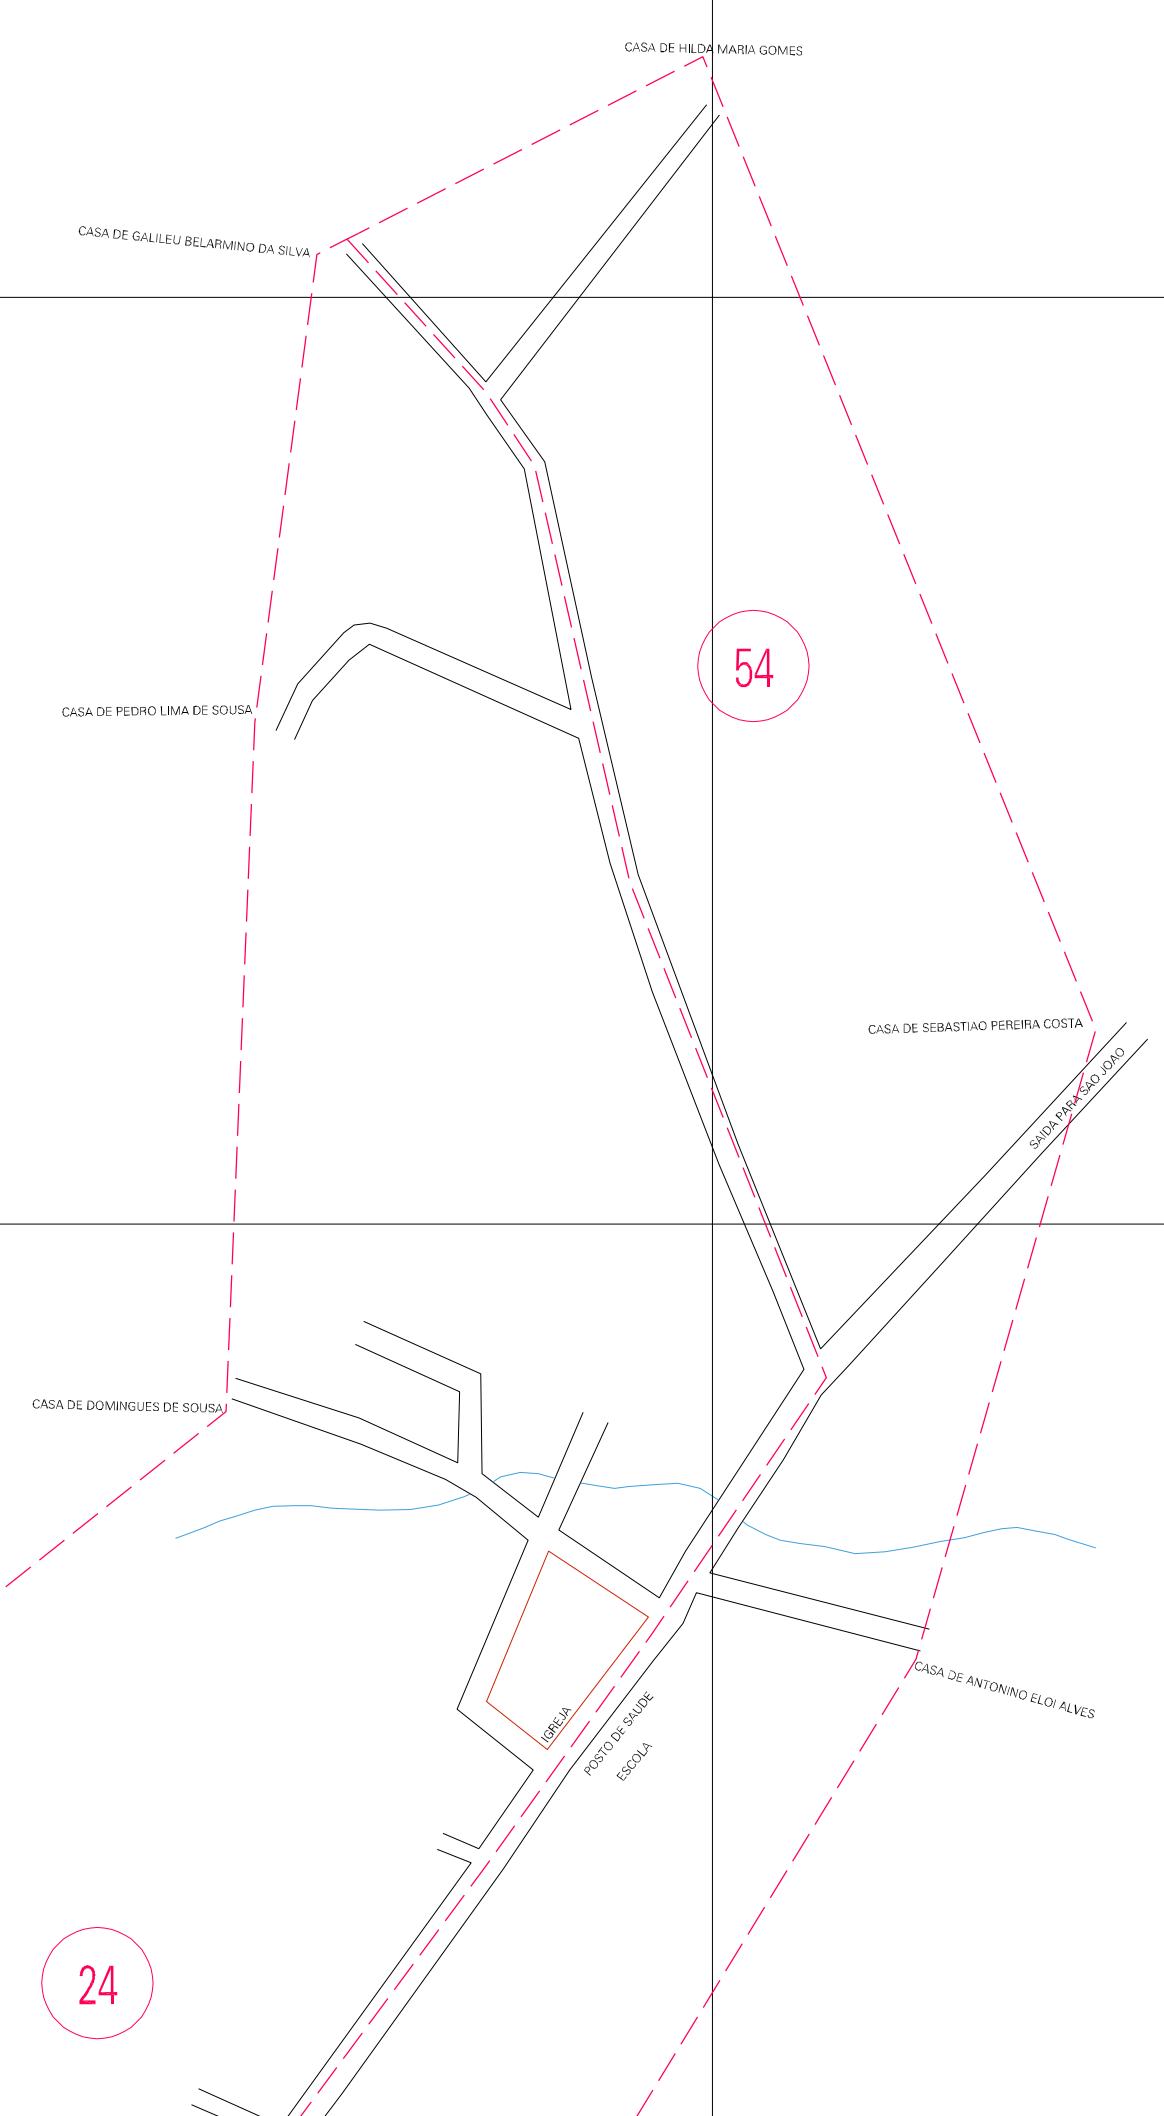 CASA DE HILDA MARIA GOMES
CASA DE GALILEU BELARMINO DA SILVA
54
CASA DE PEDRO LIMA DE SOUSA
CASA DE SEBASTIAO PEREIRA COSTA
SAIDA PARA SAO JOAO
CASA DE DOMINGUES DE SOUSA
CASA DE ANTONINO ELOI ALVES
IGREJA
POSTO DE SAUDE
ESCOLA
24